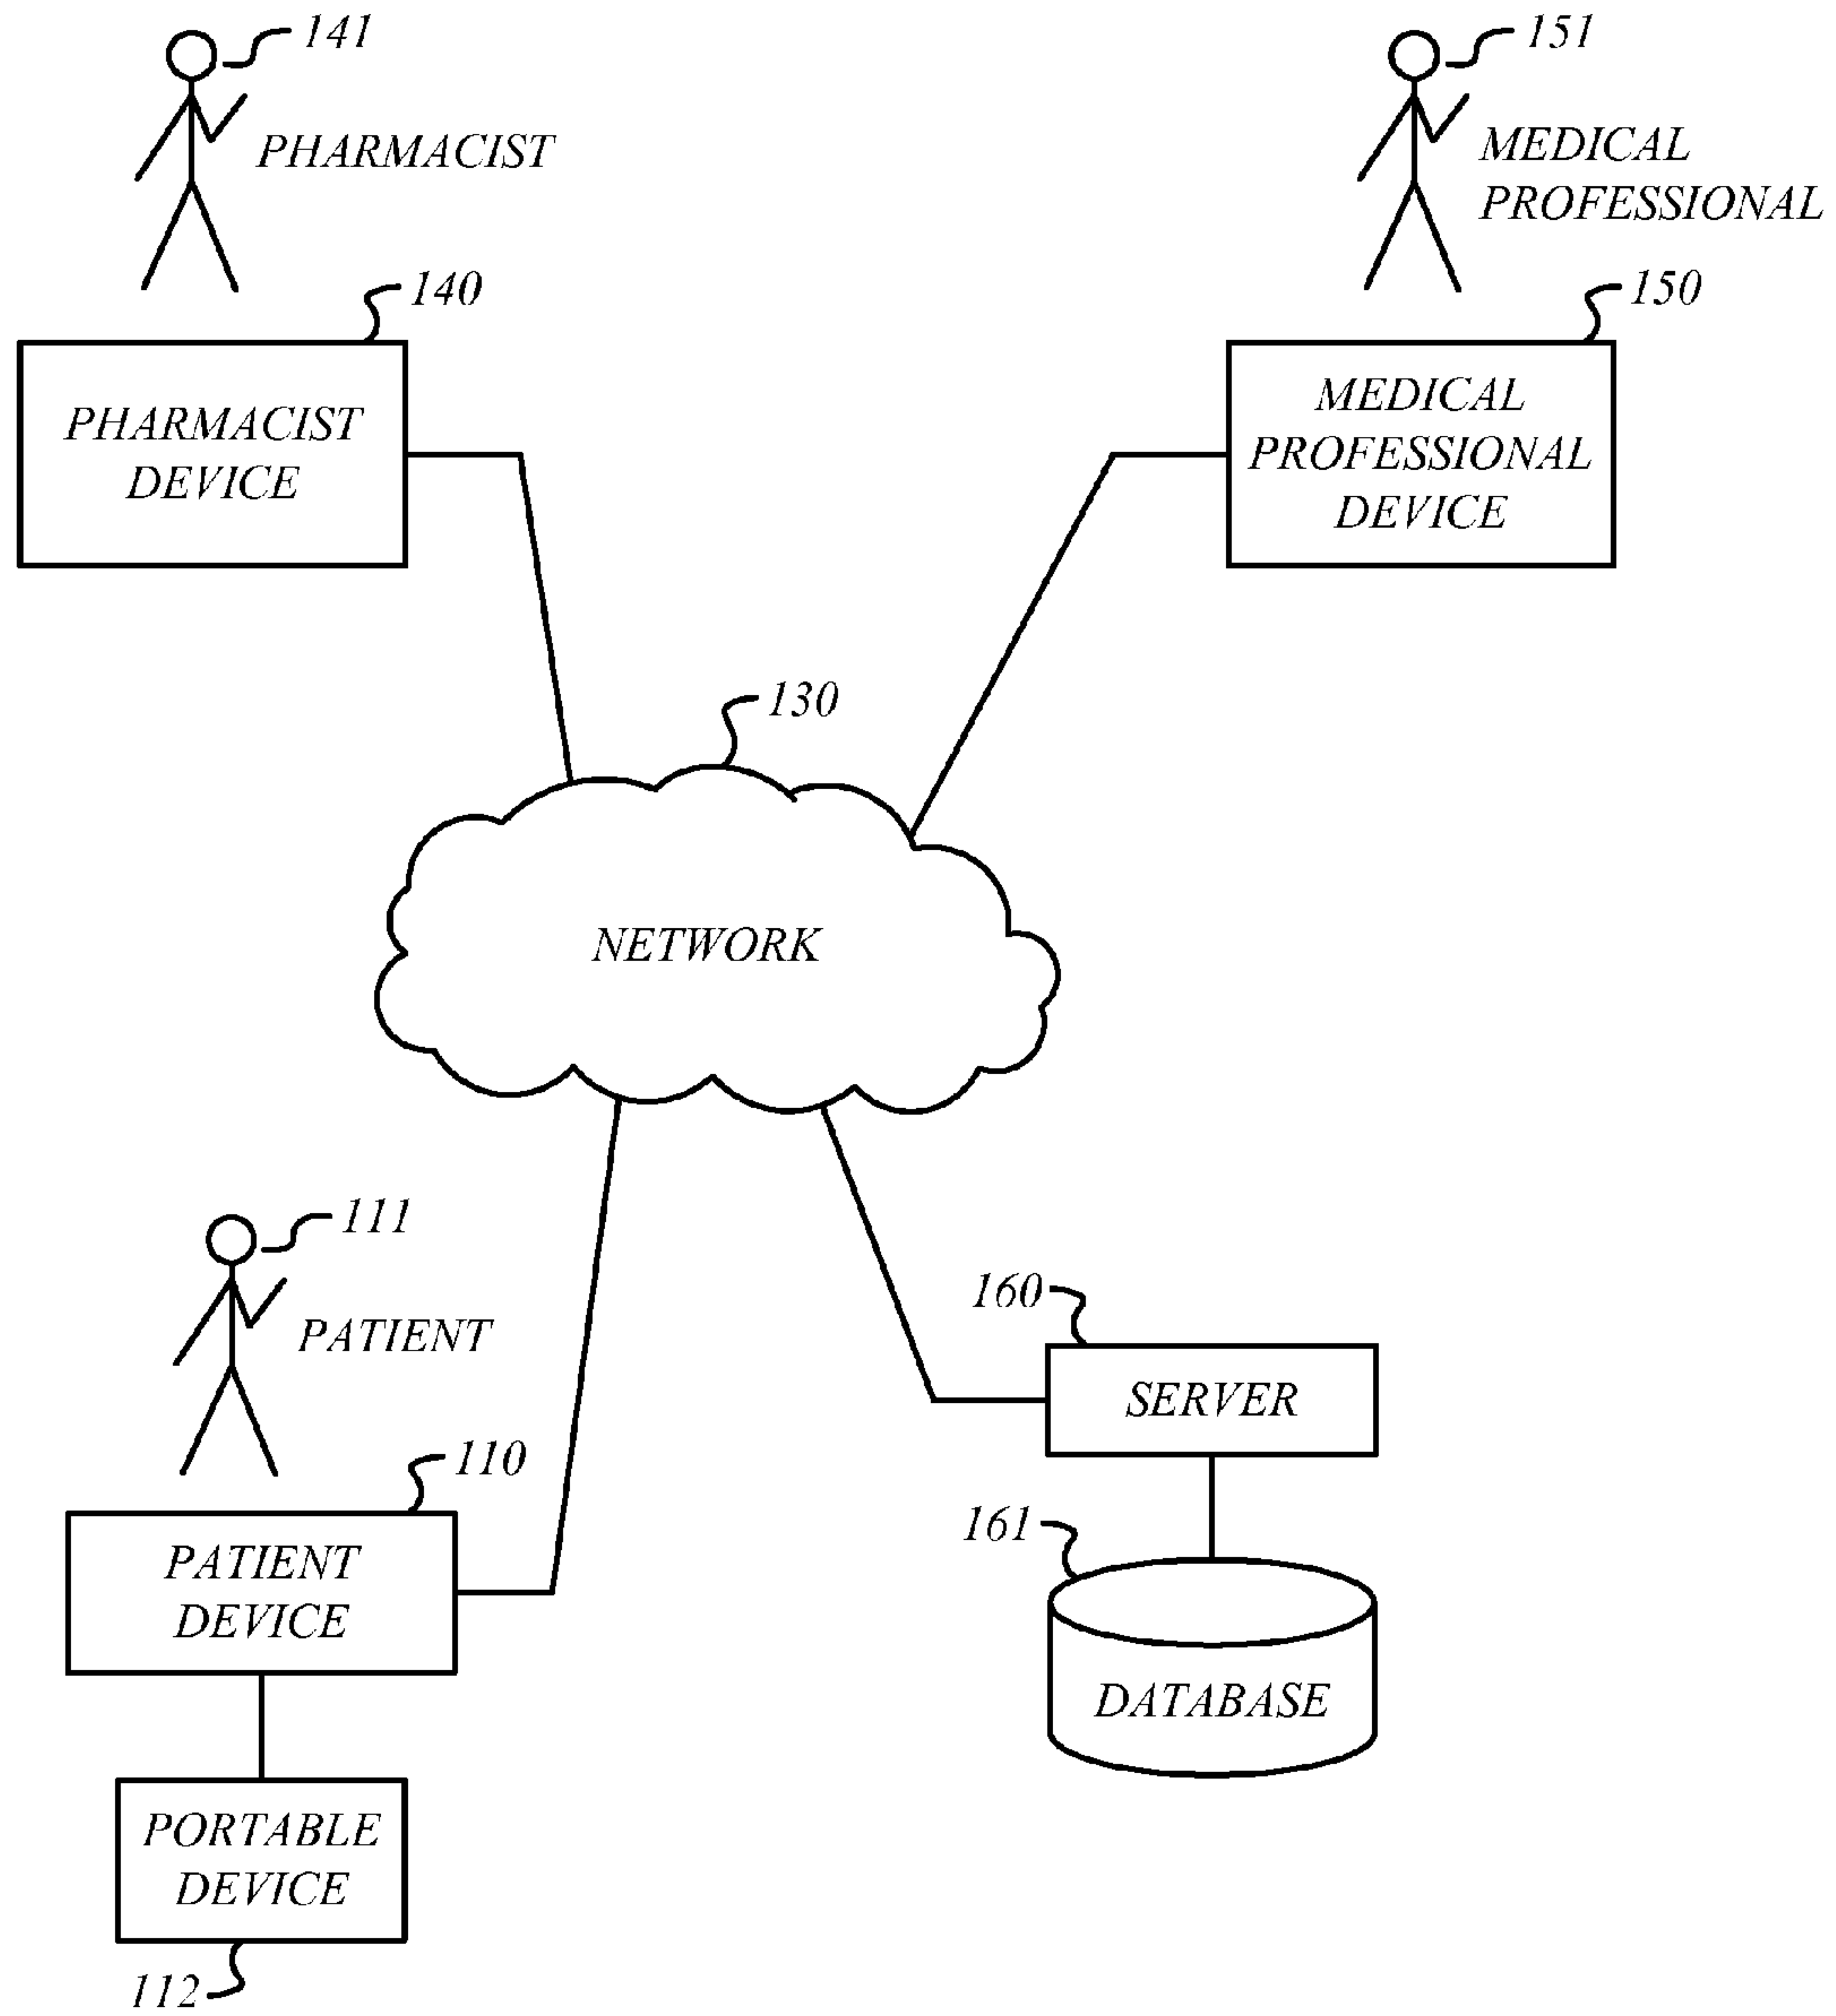 141
PHARMACIST
151
MEDICAL
PROFESSIONAL
140
PHARMACIST
DEVICE
150
MEDICAL
PROFESSIONAL
DEVICE
130
NETWORK
111
PATIENT
110
PATIENT
DEVICE
160
SERVER
161
DATABASE
PORTABLE
DEVICE
112